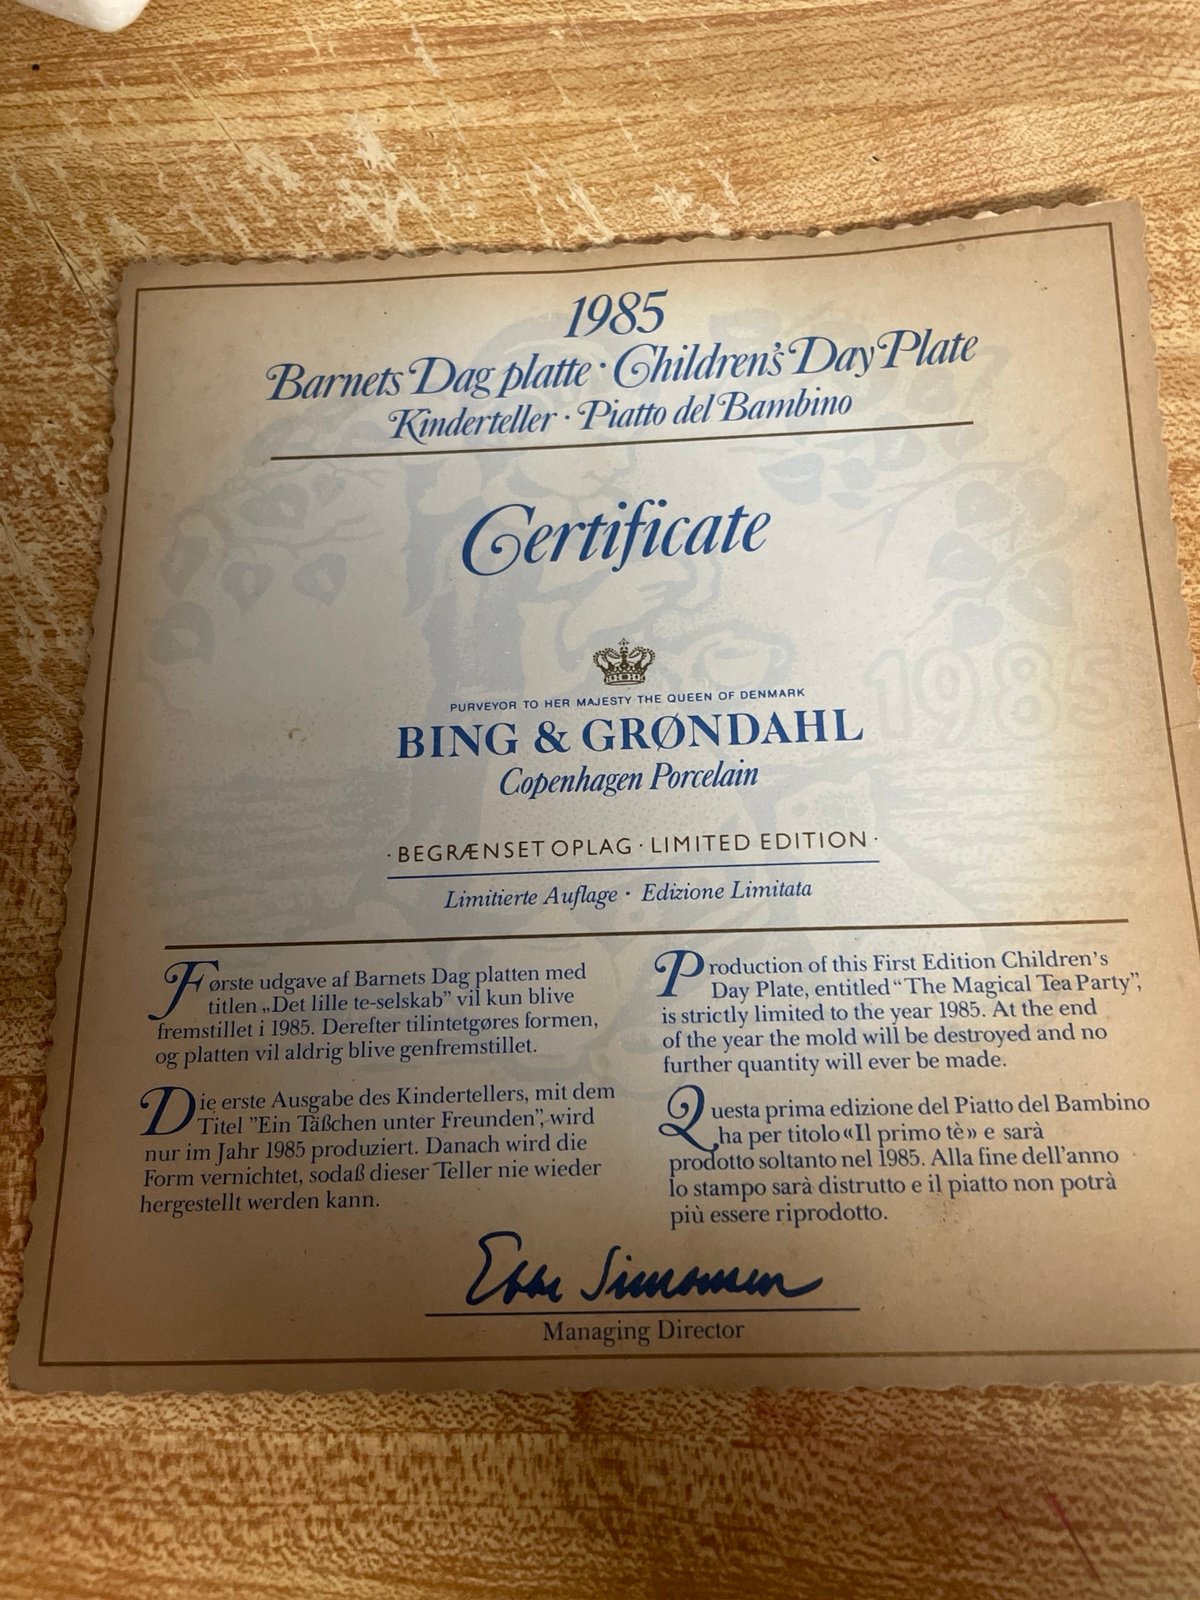 1985
Barnets Dag platte · Children's Day Plate
Kinderteller · Piatto del Bambino
Certificate
PURVEYOR TO HER MAJESTY THE QUEEN OF DENMARK
BING & GRØNDAHL
Copenhagen Porcelain
· BEGRÆNSET OPLAG · LIMITED EDITION ·
Limitierte Auflage · Edizione Limitata
1985
Første udgave af Barnets Dag platten med
titlen „Det lille te-selskab” vil kun blive
fremstillet i 1985. Derefter tilintetgøres formen,
og platten vil aldrig blive genfremstillet.
Die erste Ausgabe des Kindertellers, mit dem
Titel "Ein Täßchen unter Freunden", wird
nur im Jahr 1985 produziert. Danach wird die
Form vernichtet, sodaß dieser Teller nie wieder
hergestellt werden kann.
Production of this First Edition Children's
Day Plate, entitled “The Magical Tea Party”,
is strictly limited to the year 1985. At the end
of the year the mold will be destroyed and no
further quantity will ever be made.
Questa prima edizione del Piatto del Bambino
ha per titolo «Il primo tè» e sarà
prodotto soltanto nel 1985. Alla fine dell'anno
lo stampo sarà distrutto e il piatto non potrà
più essere riprodotto.
Ebbe Simonsen
Managing Director